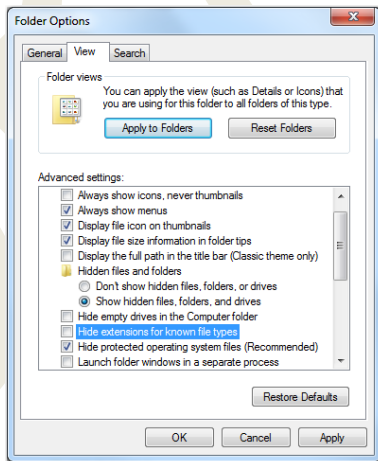 Folder Options
General
View
Search
Folder views
You can apply the view (such as Details or Icons) that
you are using for this folder to all folders of this type.
Apply to Folders
Reset Folders
Advanced settings:
Always show icons, never thumbnails
Always show menus
Display file icon on thumbnails
Display file size information in folder tips
Display the full path in the title bar (Classic theme only)
Hidden files and folders
Don't show hidden files, folders, or drives
Show hidden files, folders, and drives
Hide empty drives in the Computer folder
Hide extensions for known file types
Hide protected operating system files (Recommended)
Launch folder windows in a separate process
Restore Defaults
OK
Cancel
Apply